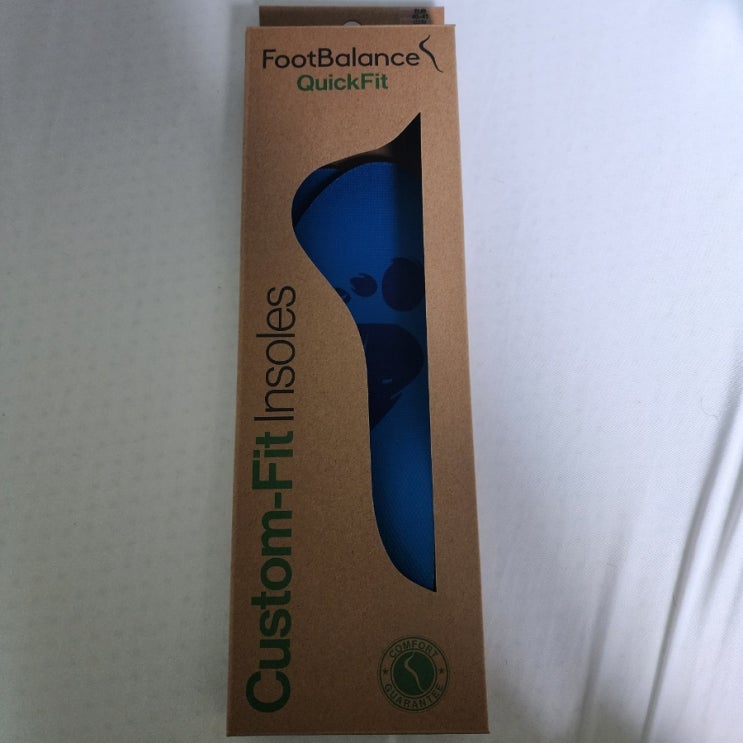 FootBalance
QuickFit
Custom-Fit Insoles
COMFORT
GUARANTEE